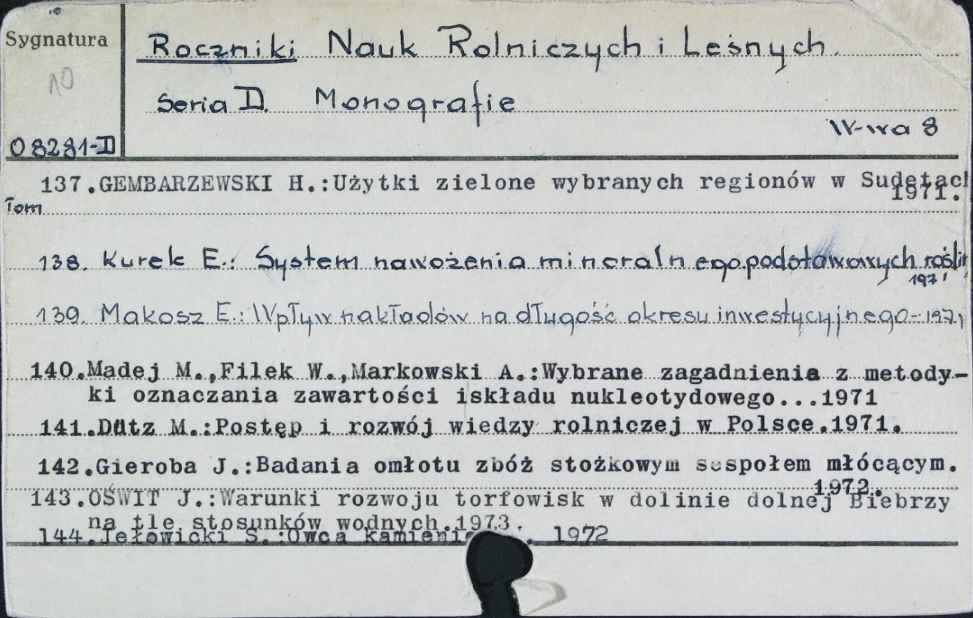 Sygnatura
10
Roczniki Nauk Rolniczych i Leśnych.
Seria D. Monografie
W-wa 8
08281-D
137.GEMBARZEWSKI H.:Użytki zielone wybranych regionów w Sudetach
1971.
Tom
138. Kurek E.: System nawożenia mineralnego podstawowych roślin
1971
139. Makosz E.: Wpływ nakładów na długość okresu inwestycyjnego - 1971
140.Madej M.,Filek W.,Markowski A.:Wybrane zagadnienia z metody-
ki oznaczania zawartości iskładu nukleotydowego...1971
141.Dütz M.:Postęp i rozwój wiedzy rolniczej w Polsce.1971.
142.Gieroba J.:Badania omłotu zbóż stożkowym zespołem młócącym.
1972.
143.OŚWIT J.:Warunki rozwoju torfowisk w dolinie dolnej Biebrzy
na tle stosunków wodnych.1973.
144.Jełowicki S.:Owca 1972